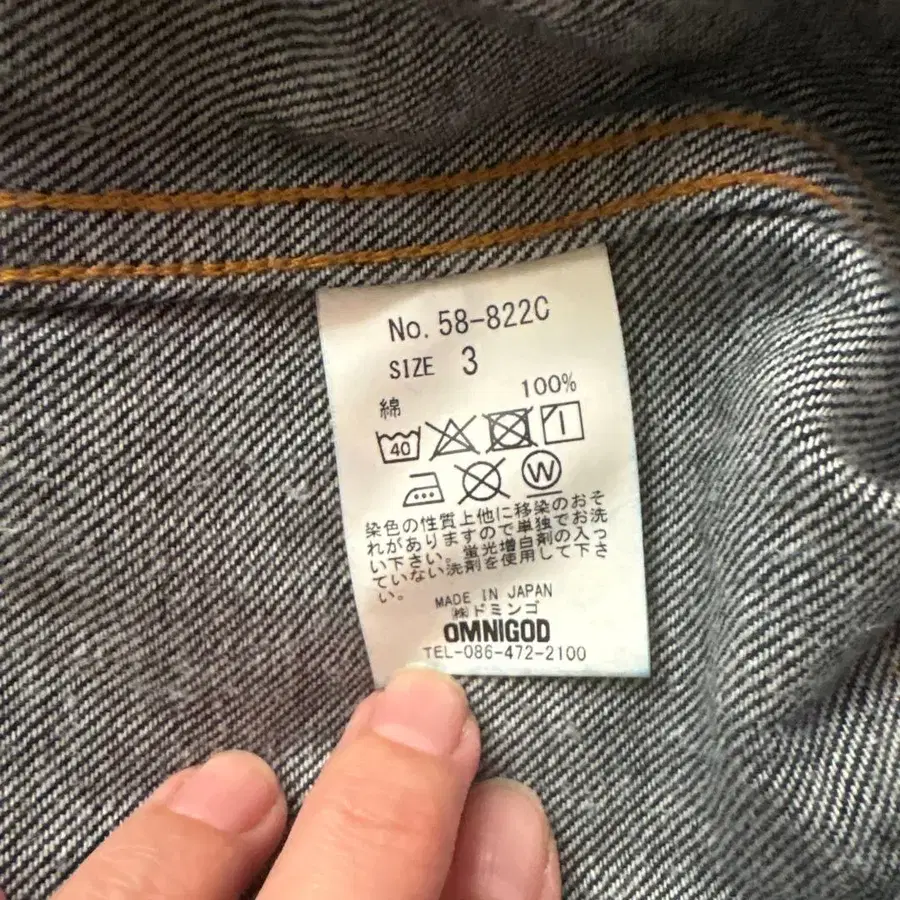 No. 58-822C
SIZE 3
綿 100%
40
W
染色の性質上他に移染のおそ
れがありますので単独でお洗
い下さい。蛍光増白剤の入っ
ていない洗剤を使用して下さ
い。
MADE IN JAPAN
㈱ドミンゴ
OMNIGOD
TEL-086-472-2100